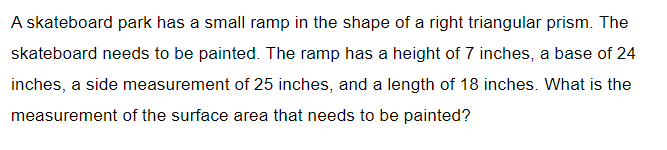 A skateboard park has a small ramp in the shape of a right triangular prism. The
skateboard needs to be painted. The ramp has a height of 7 inches, a base of 24
inches, a side measurement of 25 inches, and a length of 18 inches. What is the
measurement of the surface area that needs to be painted?